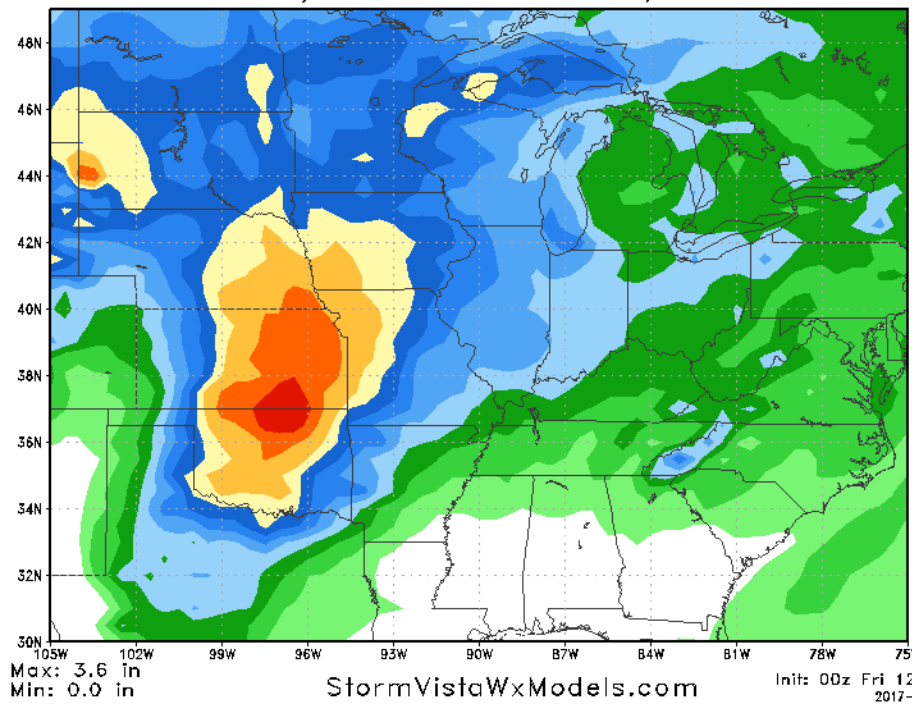 48N
46N
44N
42N
40N
38N
36N
34N
32N
30N
105W 102W 99W 96W 93W 90W 87W 84W 81W 78W 75
Max: 3.6 in
Min: 0.0 in
StormVistaWxModels.com
Init: 00z Fri 12
2017-